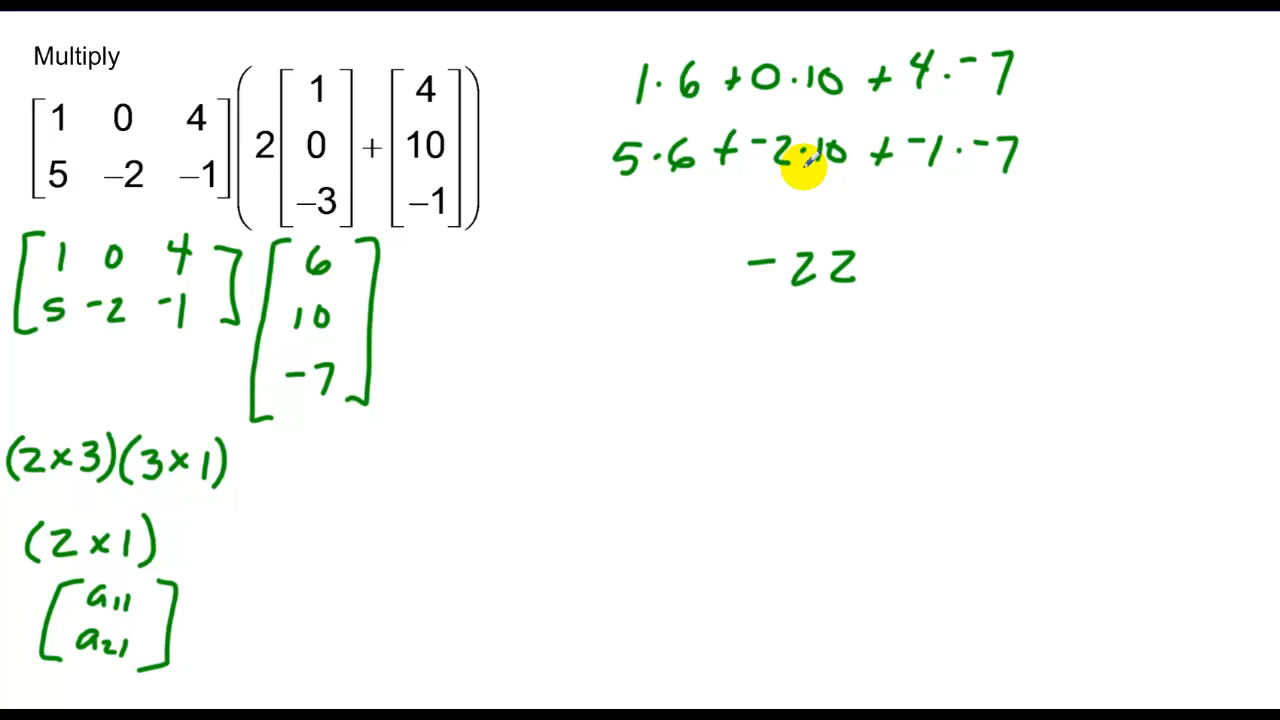 Multiply
[1 0 4
5 −2 −1] (2 [1
0
−3] + [4
10
−1])
[1 0 4
5 -2 -1] [6
10
-7]
(2×3)(3×1)
(2×1)
[a11
a21]
1·6 + 0·10 + 4·-7
5·6 + -2·10 + -1·-7
-22